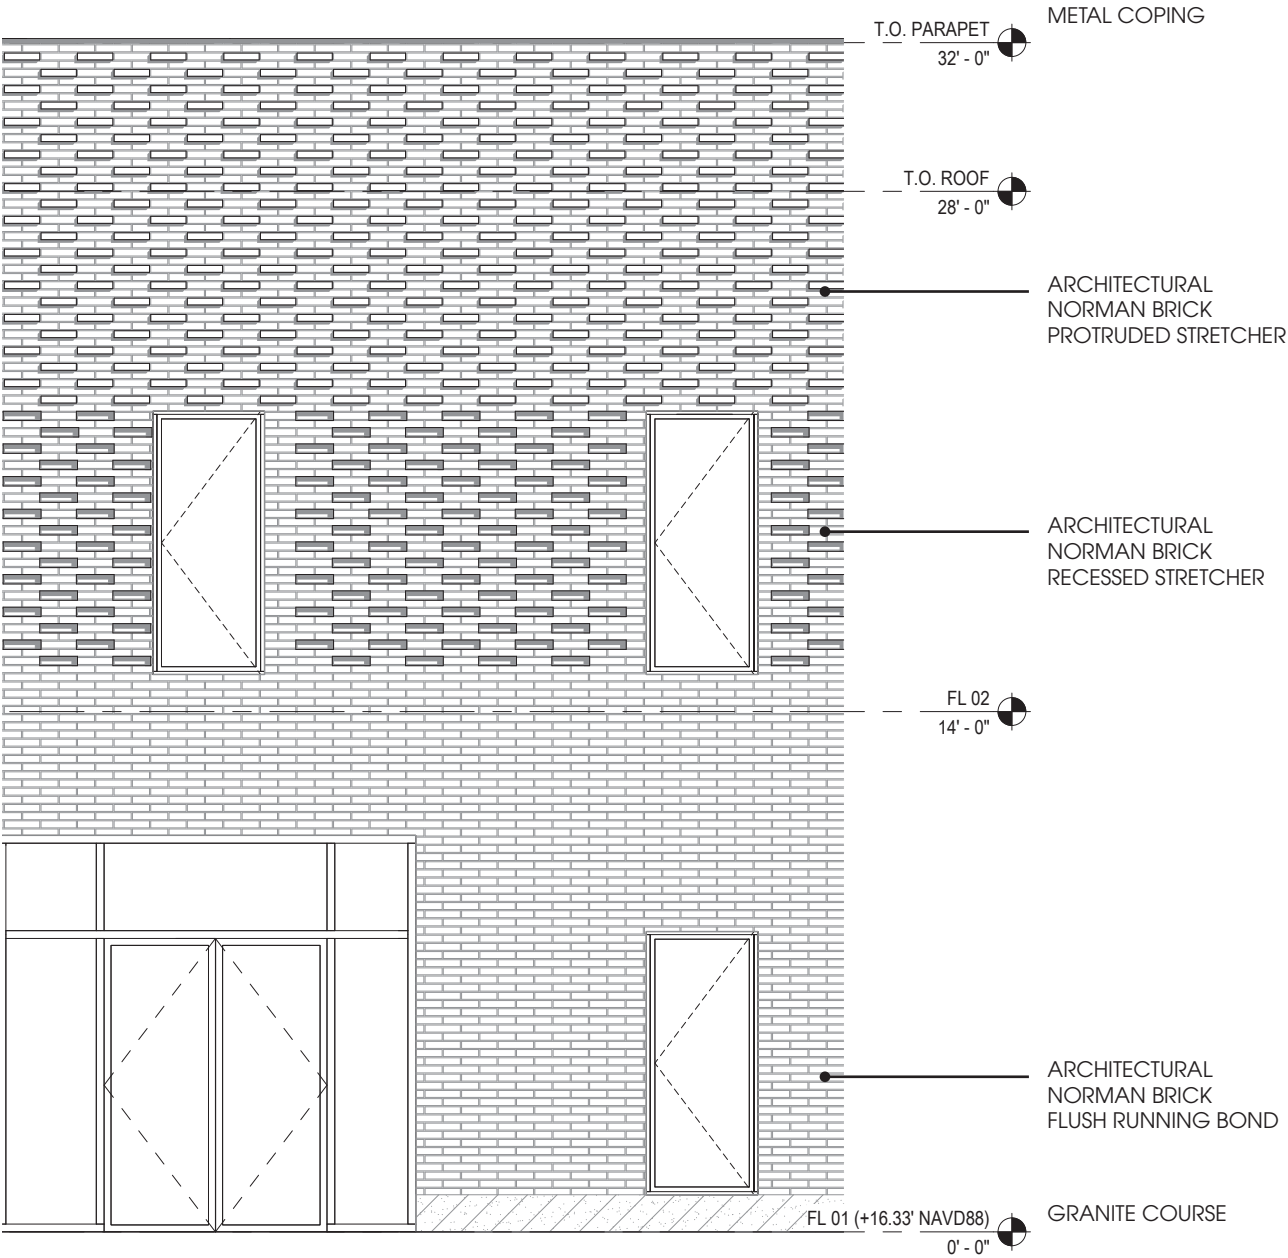 METAL COPING
T.O. PARAPET
32' - 0"
T.O. ROOF
28' - 0"
ARCHITECTURAL
NORMAN BRICK
PROTRUDED STRETCHER
ARCHITECTURAL
NORMAN BRICK
RECESSED STRETCHER
FL 02
14' - 0"
ARCHITECTURAL
NORMAN BRICK
FLUSH RUNNING BOND
FL 01 (+16.33' NAVD88)
0' - 0"
GRANITE COURSE